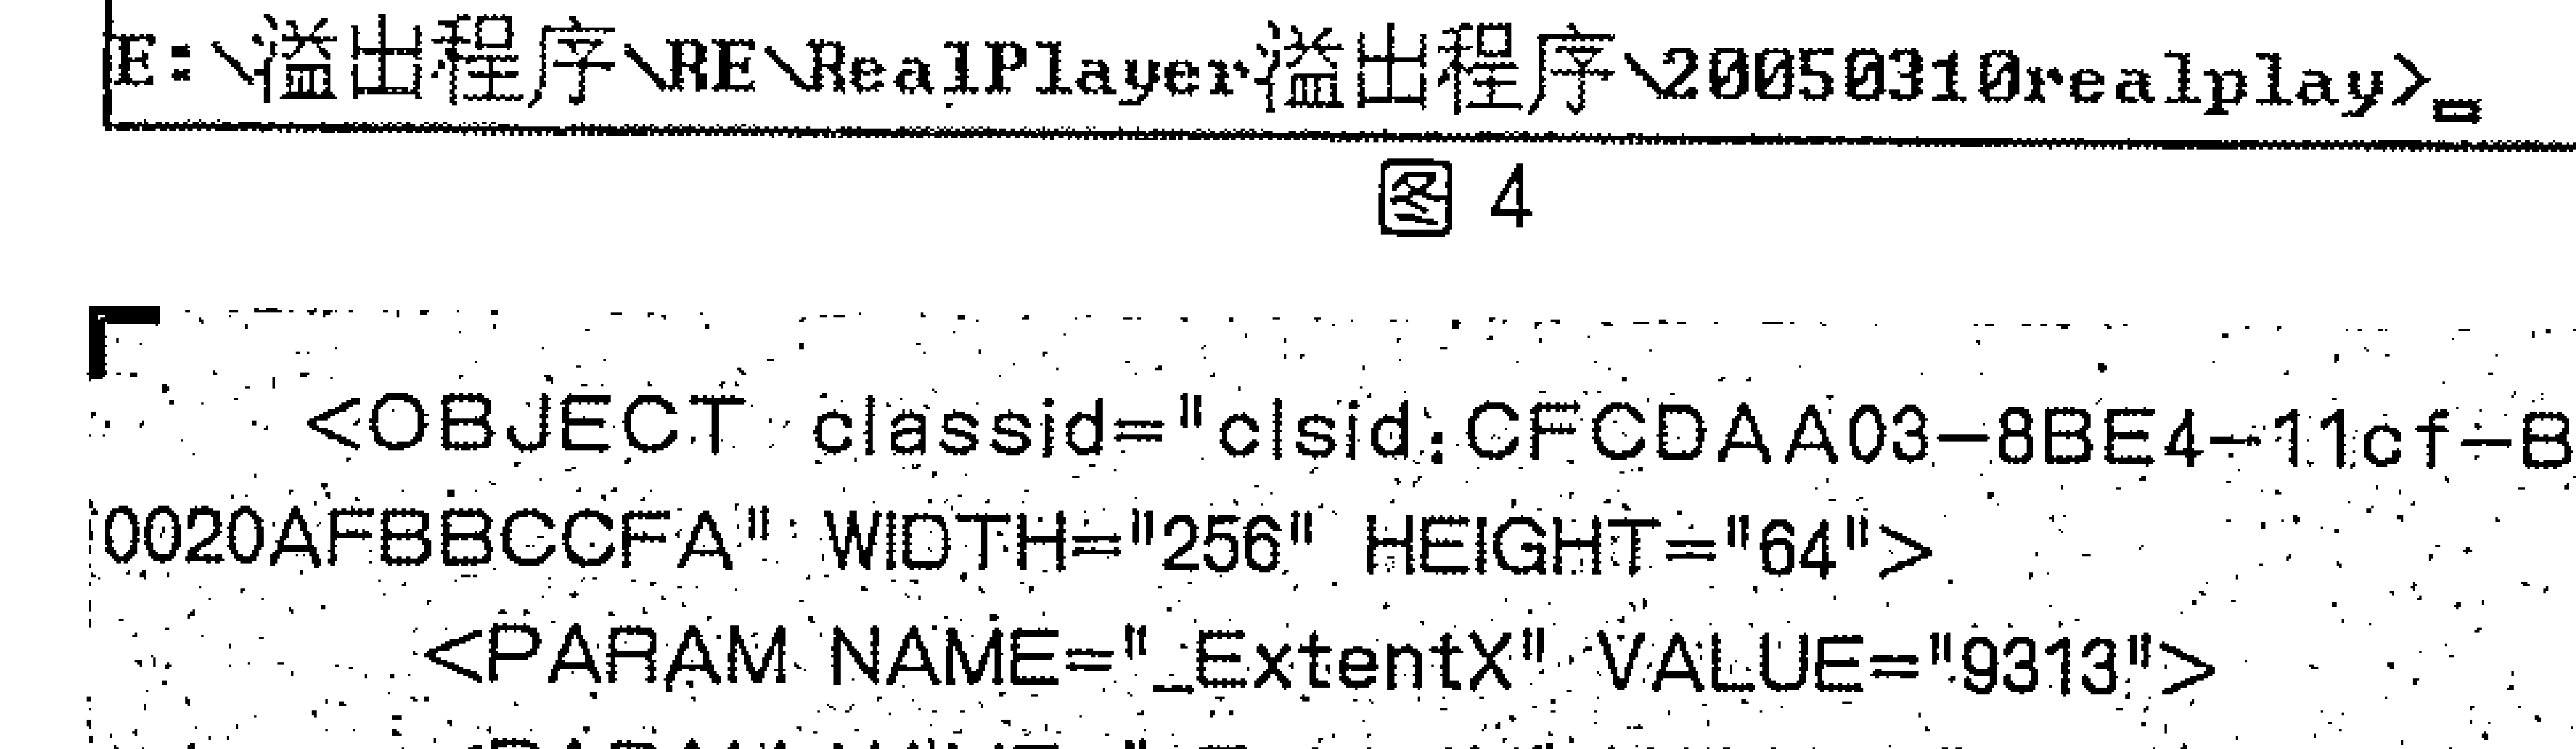 E:\溢出程序\RE\RealPlayer溢出程序\20050310realplay>_
图 4
<OBJECT classid="clsid:CFCDAA03-8BE4-11cf-B
0020AFBBCCFA" WIDTH="256" HEIGHT="64">
<PARAM NAME="_ExtentX" VALUE="9313">